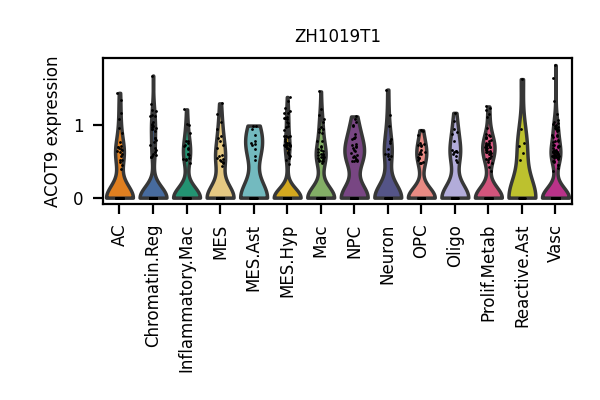 ZH1019T1
ACOT9 expression
1
0
AC
Chromatin.Reg
Inflammatory.Mac
MES
MES.Ast
MES.Hyp
Mac
NPC
Neuron
OPC
Oligo
Prolif.Metab
Reactive.Ast
Vasc